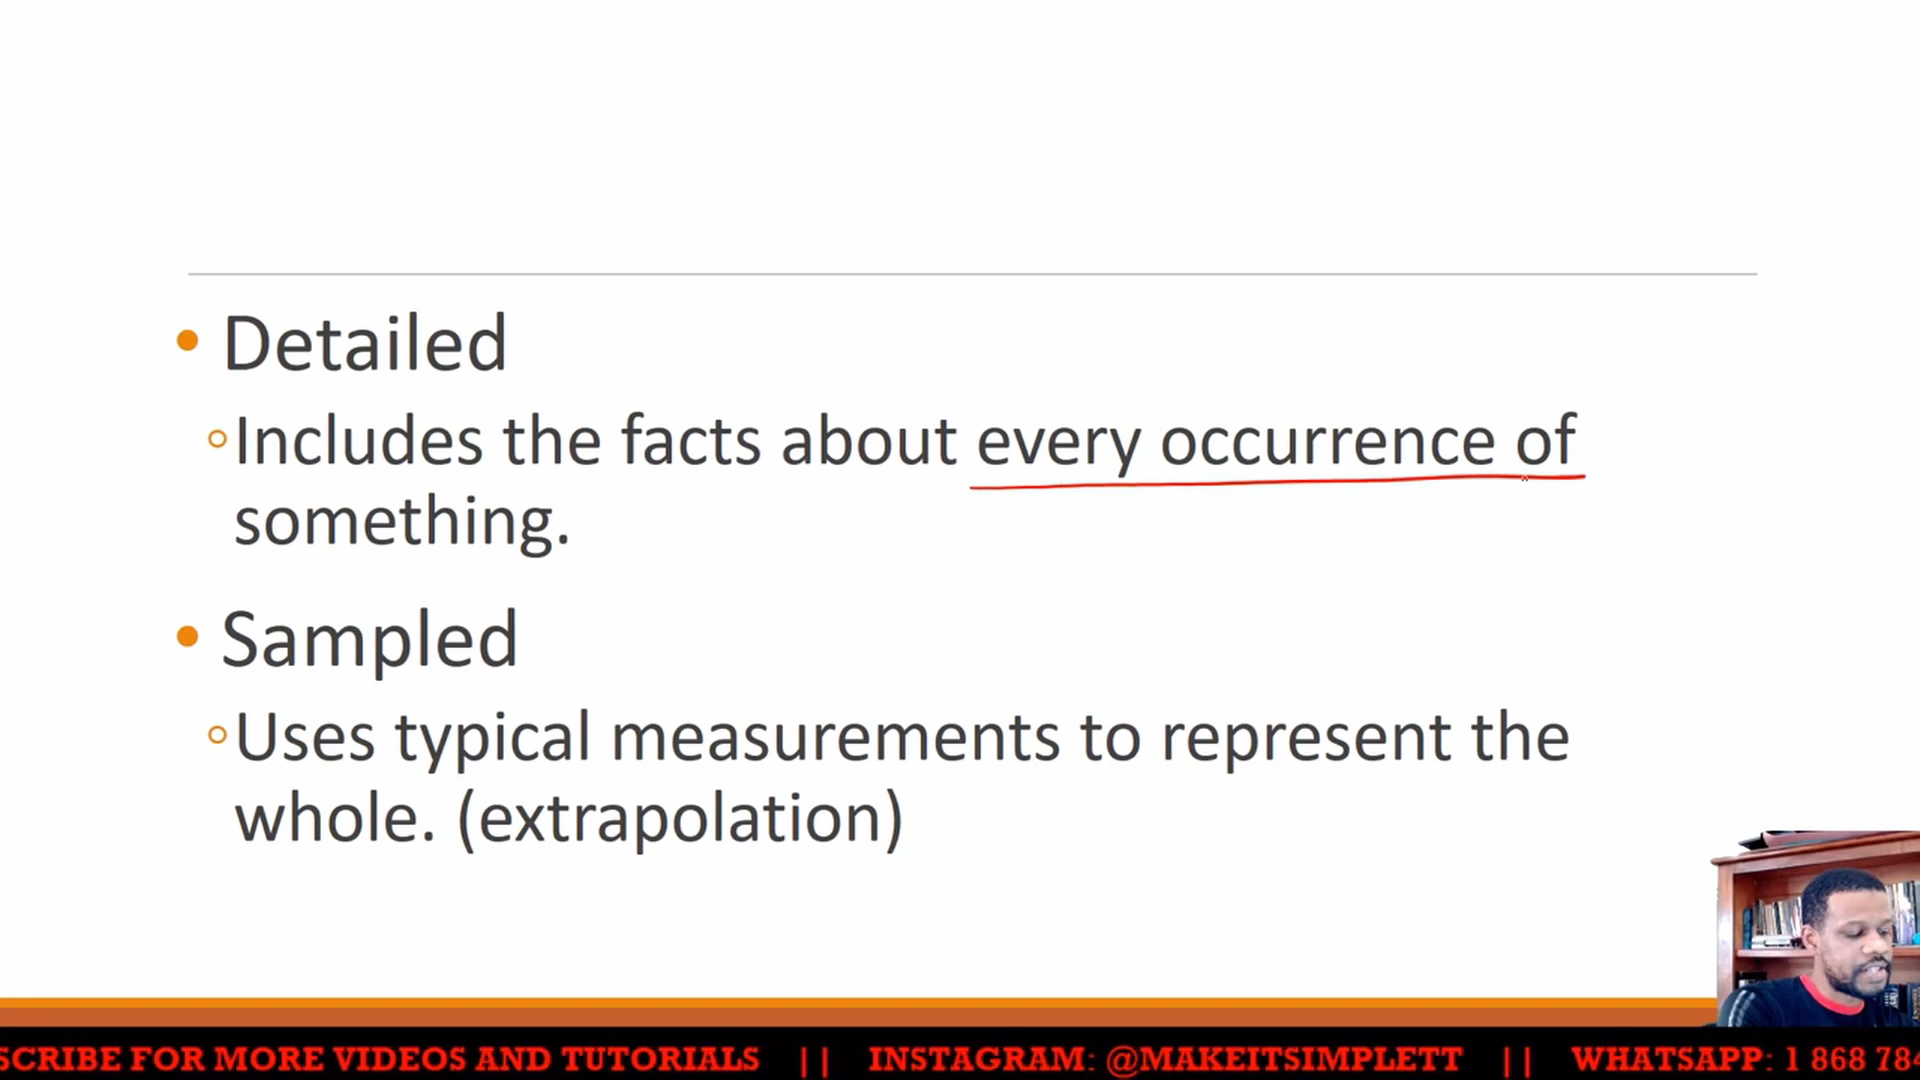 • Detailed
◦Includes the facts about every occurrence of
something.
• Sampled
◦Uses typical measurements to represent the
whole. (extrapolation)
SCRIBE FOR MORE VIDEOS AND TUTORIALS || INSTAGRAM: @MAKEITSIMPLETT || WHATSAPP: 1 868 784